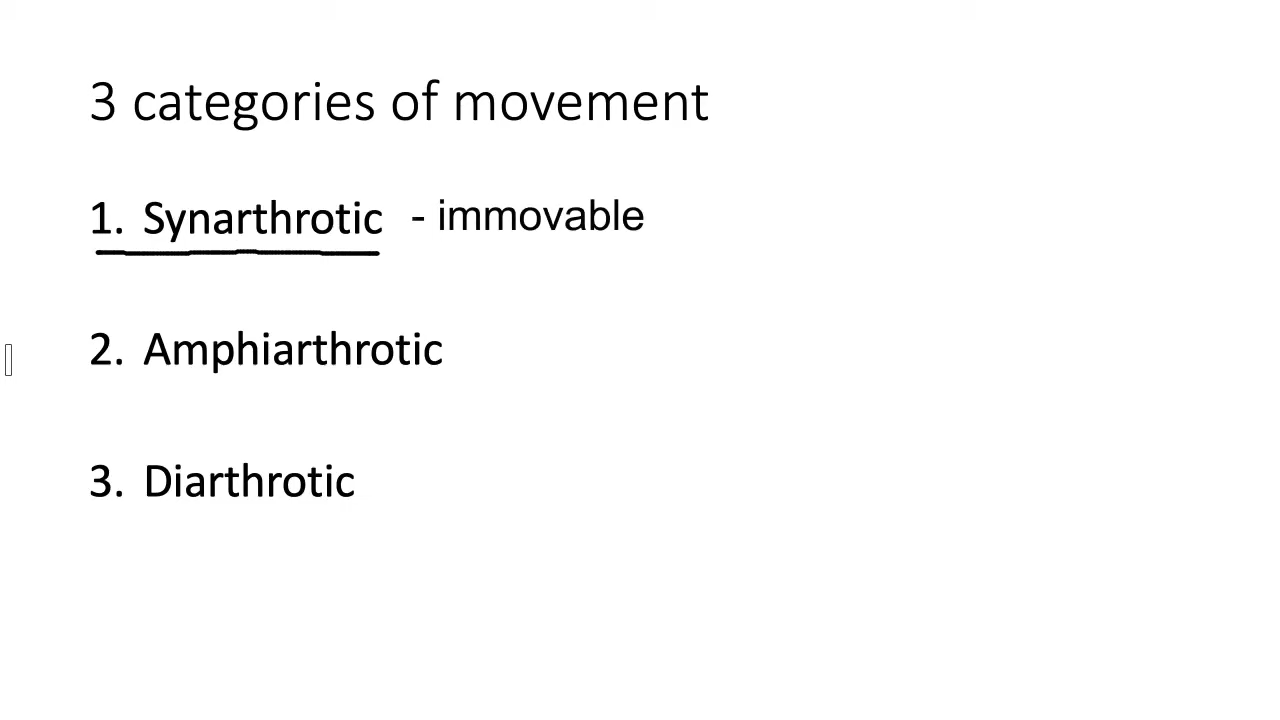 3 categories of movement
1. Synarthrotic - immovable
2. Amphiarthrotic
3. Diarthrotic